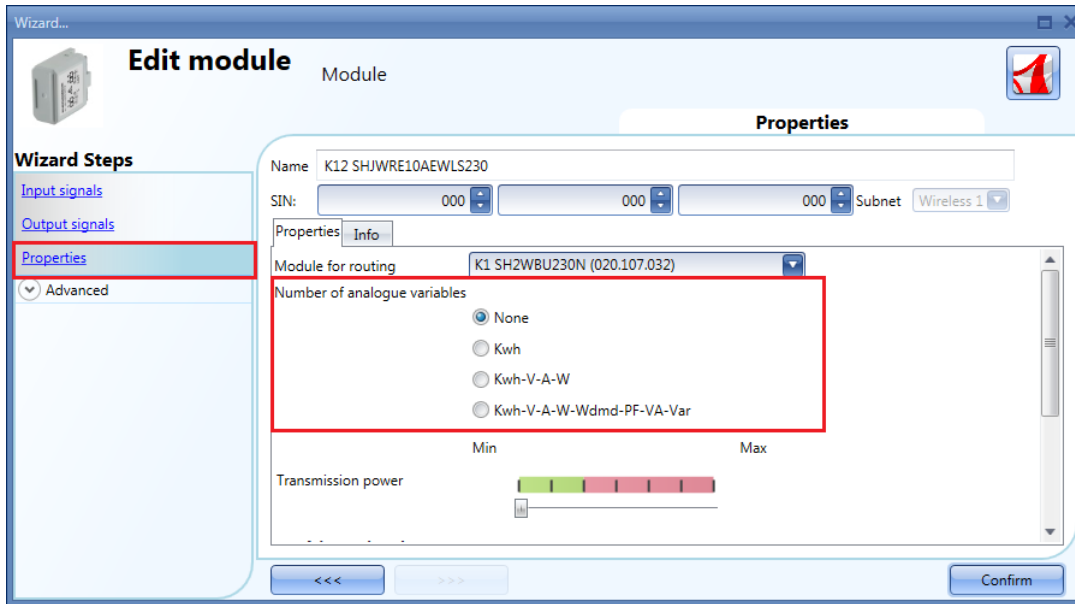 Wizard...
Edit module
Module
Properties
Wizard Steps
Input signals
Output signals
Properties
Advanced
Name K12 SHJWRE10AEWLS230
SIN: 000 000 000 Subnet Wireless 1
Properties Info
Module for routing K1 SH2WBU230N (020.107.032)
Number of analogue variables
None
Kwh
Kwh-V-A-W
Kwh-V-A-W-Wdmd-PF-VA-Var
Min Max
Transmission power
<<< >>> Confirm